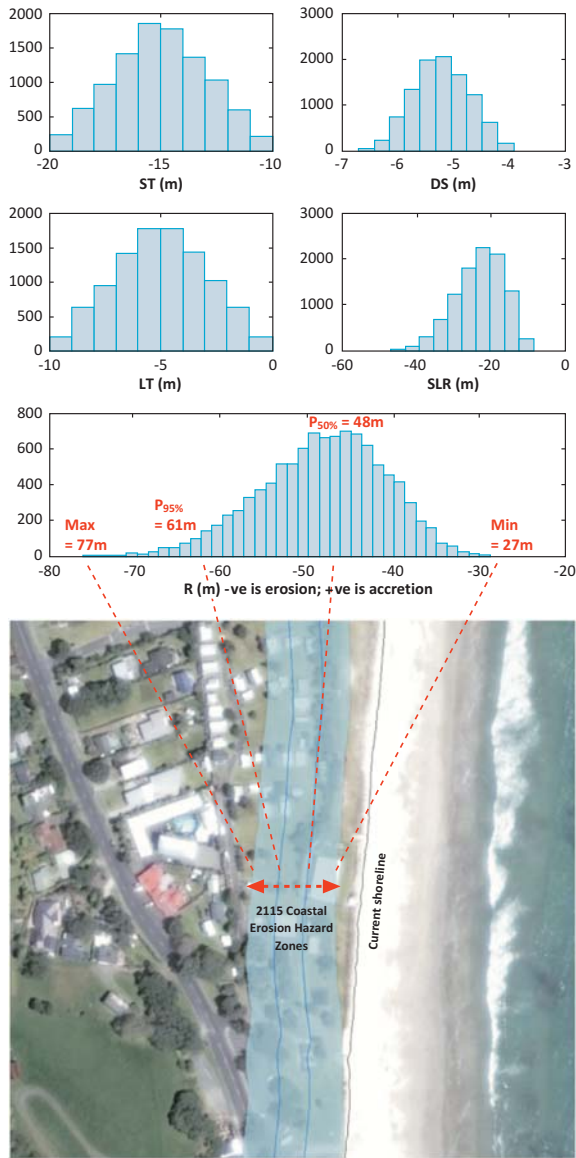 2000
1500
1000
500
0
-20 -15 -10
ST (m)
3000
2000
1000
0
-7 -6 -5 -4 -3
DS (m)
2000
1500
1000
500
0
-10 -5 0
LT (m)
3000
2000
1000
0
-60 -40 -20 0
SLR (m)
800
600
400
200
0
P50% = 48m
P95%
= 61m
Max
= 77m
Min
= 27m
-80 -70 -60 -50 -40 -30 -20
R (m) -ve is erosion; +ve is accretion
2115 Coastal
Erosion Hazard
Zones
Current shoreline